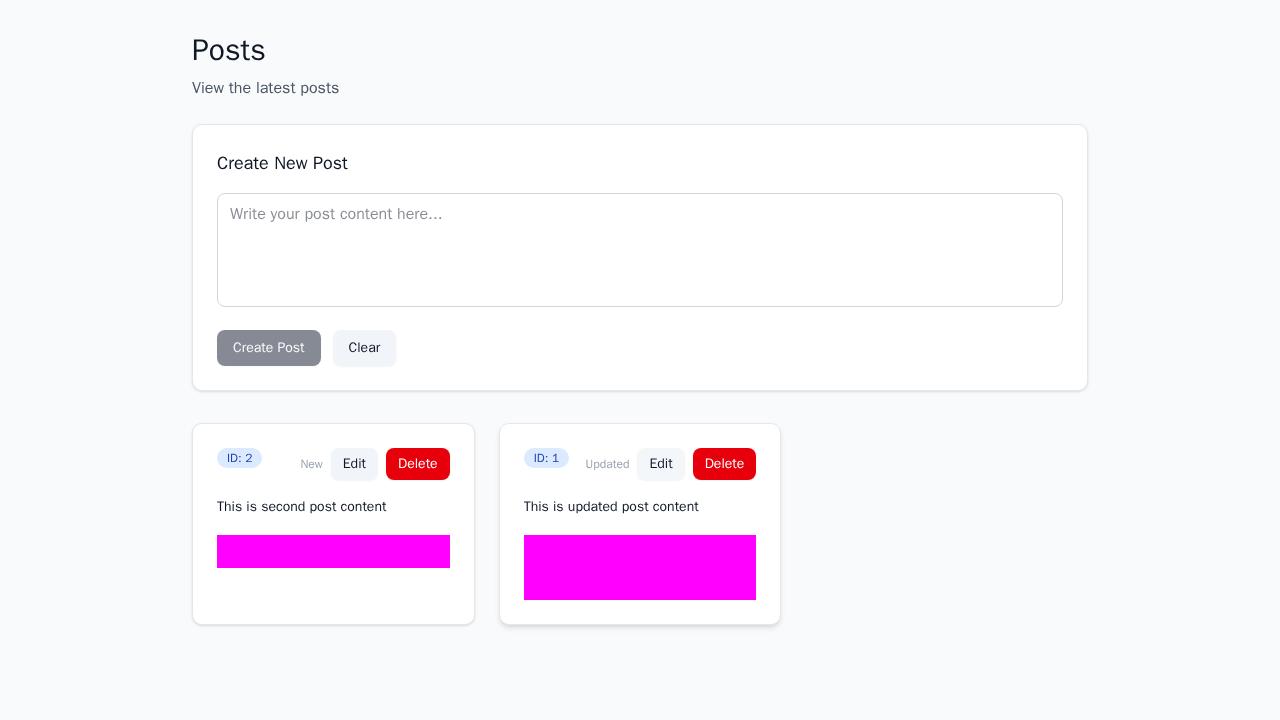 Posts
View the latest posts
Create New Post
Write your post content here...
Create Post
Clear
ID: 2
New
Edit
Delete
This is second post content
ID: 1
Updated
Edit
Delete
This is updated post content